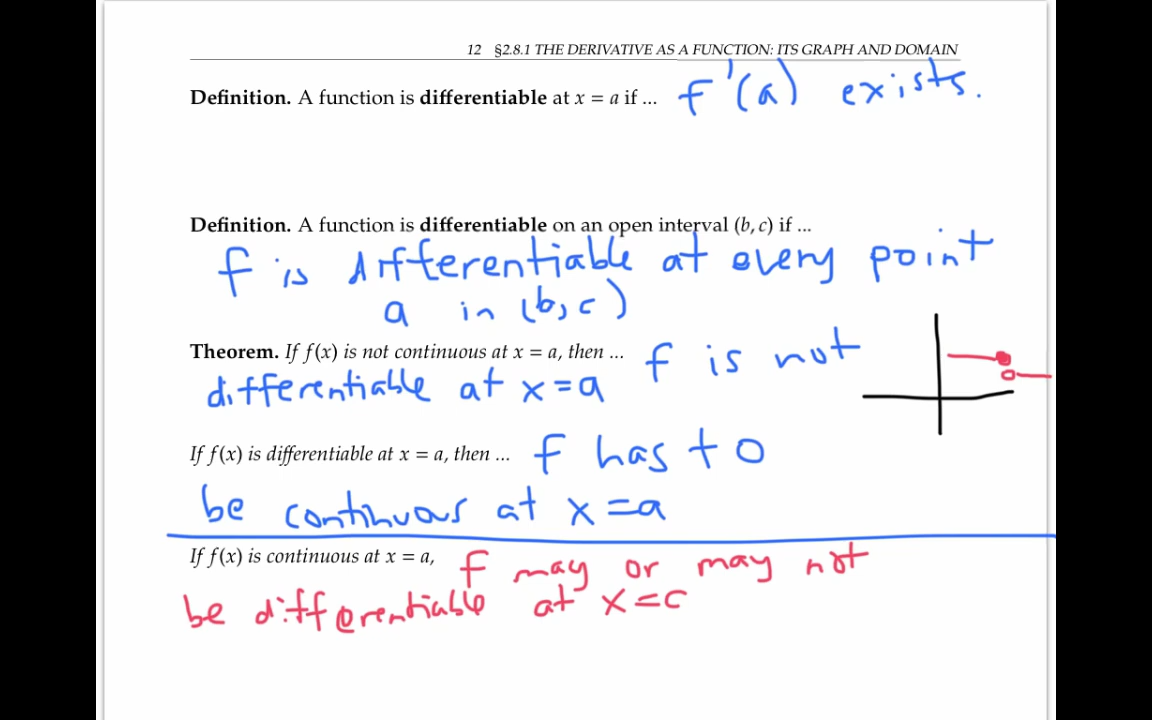 12 §2.8.1 THE DERIVATIVE AS A FUNCTION: ITS GRAPH AND DOMAIN
Definition. A function is differentiable at x = a if ... f'(a) exists.
Definition. A function is differentiable on an open interval (b, c) if ...
f is differentiable at every point
a in (b, c)
Theorem. If f(x) is not continuous at x = a, then ... f is not
differentiable at x = a
If f(x) is differentiable at x = a, then ... f has to
be continuous at x = a
If f(x) is continuous at x = a, f may or may not
be differentiable at x = c